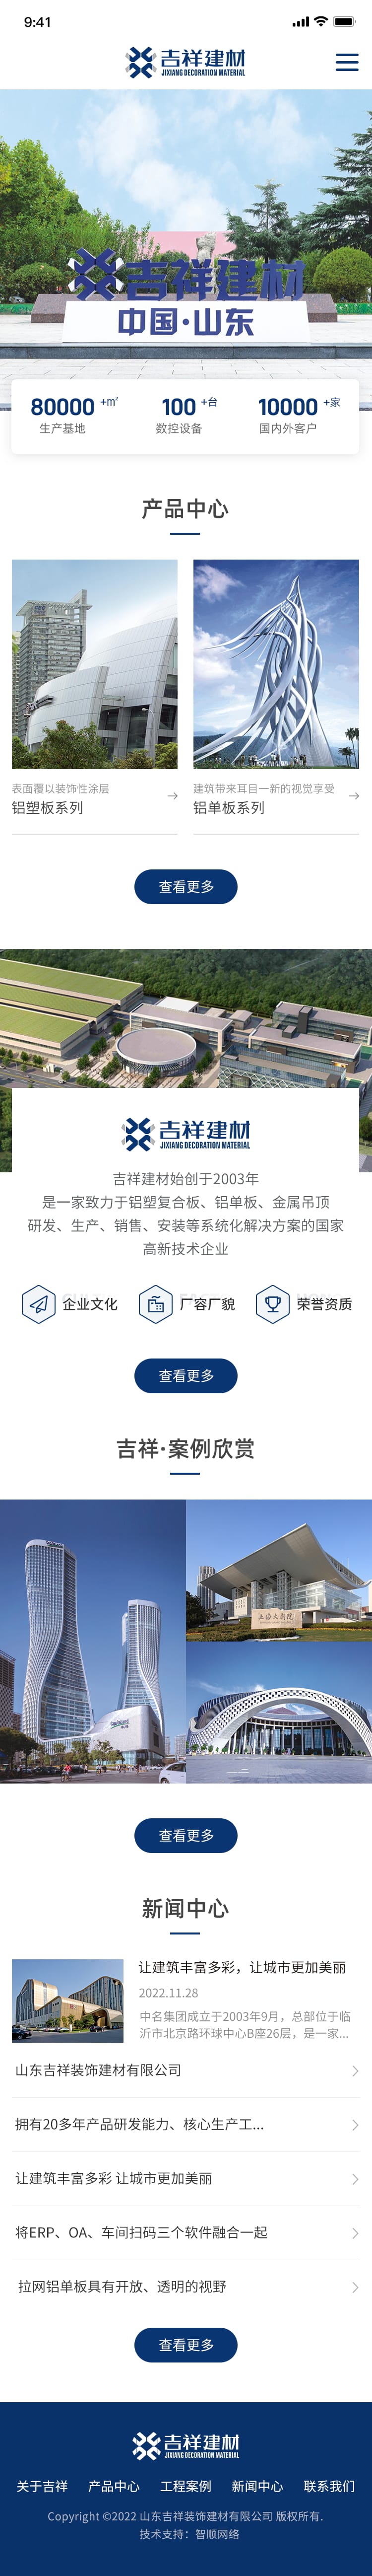 9:41
吉祥建材
JIXIANG DECORATION MATERIAL
吉祥建材
中国·山东
80000 +㎡
100 +台
10000 +家
生产基地
数控设备
国内外客户
产品中心
表面覆以装饰性涂层
铝塑板系列
建筑带来耳目一新的视觉享受
铝单板系列
查看更多
吉祥建材
JIXIANG DECORATION MATERIAL
吉祥建材始创于2003年
是一家致力于铝塑复合板、铝单板、金属吊顶
研发、生产、销售、安装等系统化解决方案的国家
高新技术企业
企业文化
厂容厂貌
荣誉资质
查看更多
吉祥·案例欣赏
上海大剧院
查看更多
新闻中心
让建筑丰富多彩，让城市更加美丽
2022.11.28
中名集团成立于2003年9月，总部位于临
沂市北京路环球中心B座26层，是一家...
山东吉祥装饰建材有限公司
拥有20多年产品研发能力、核心生产工...
让建筑丰富多彩 让城市更加美丽
将ERP、OA、车间扫码三个软件融合一起
拉网铝单板具有开放、透明的视野
查看更多
吉祥建材
JIXIANG DECORATION MATERIAL
关于吉祥 产品中心 工程案例 新闻中心 联系我们
Copyright ©2022 山东吉祥装饰建材有限公司 版权所有.
技术支持：智顺网络